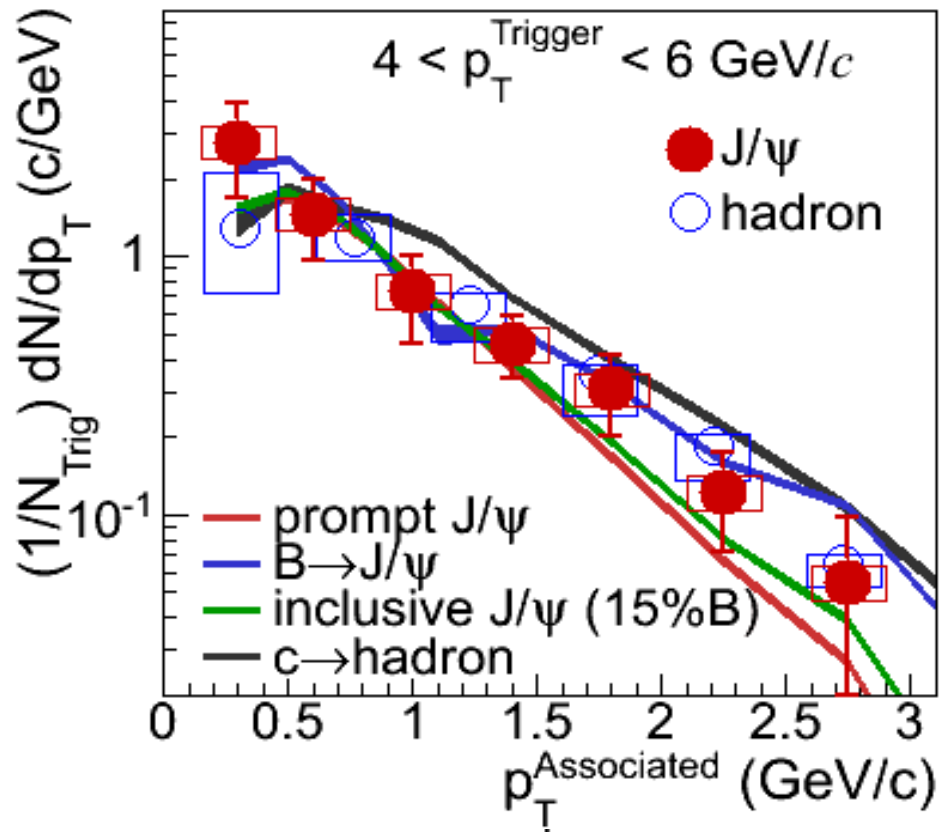 (1/N_Trig) dN/dp_T (c/GeV)
4 < p_T^Trigger < 6 GeV/c
J/ψ
hadron
1
10^-1
prompt J/ψ
B→J/ψ
inclusive J/ψ (15%B)
c→hadron
0 0.5 1 1.5 2 2.5 3
p_T^Associated (GeV/c)